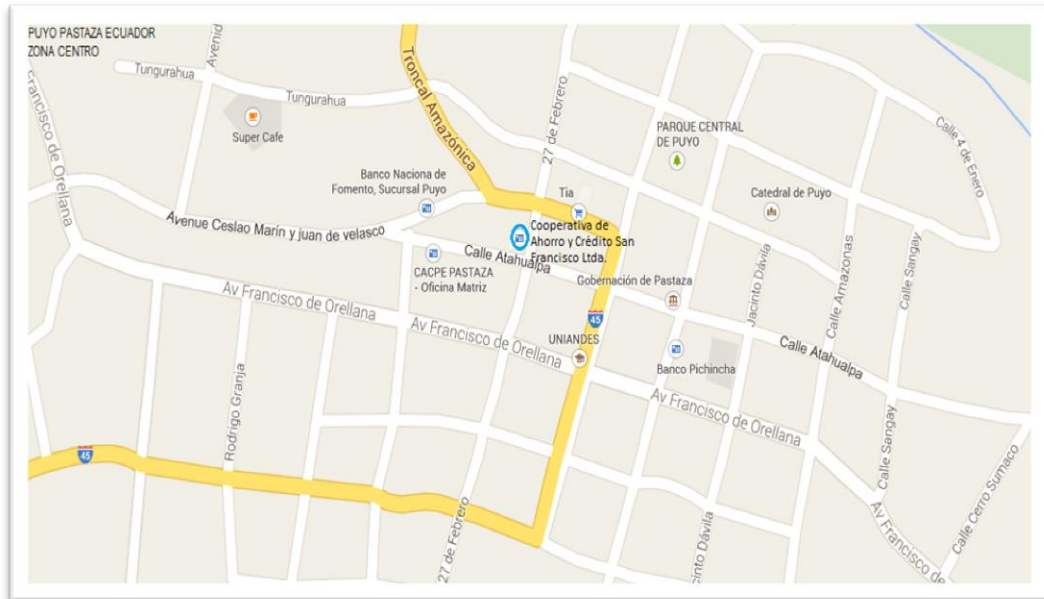 PUYO PASTAZA ECUADOR
ZONA CENTRO
Avenid
Troncal Amazónica
Tungurahua
Tungurahua
27 de Febrero
Calle 4 de Enero
Super Cafe
PARQUE CENTRAL
DE PUYO
Francisco de Orellana
Banco Naciona de
Fomento, Sucursal Puyo
Tia
Catedral de Puyo
Avenue Ceslao Marín y juan de velasco
Cooperativa de
Ahorro y Crédito San
Francisco Ltda.
Calle Atahualpa
CACPE PASTAZA
- Oficina Matriz
Gobernación de Pastaza
Jacinto Dávila
Calle Amazonas
Calle Sangay
Av Francisco de Orellana
Av Francisco de Orellana
45
UNIANDES
Banco Pichincha
Calle Atahualpa
Rodrigo Granja
Av Francisco de Orellana
45
Calle Sangay
Calle Cerro Sumaco
27 de Febrero
cinto Dávila
Av Francisco de